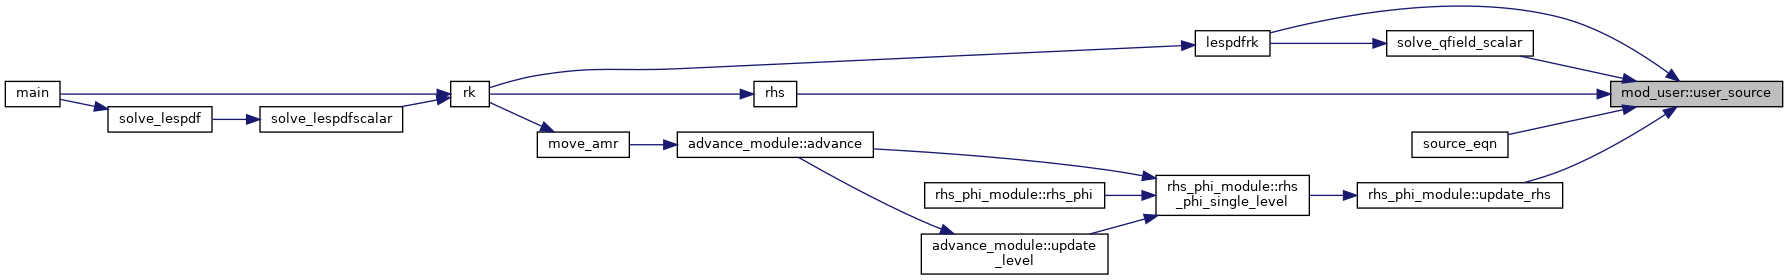 main
solve_lespdf
solve_lespdfscalar
rk
lespdfrk
rhs
move_amr
advance_module::advance
rhs_phi_module::rhs_phi
advance_module::update
_level
rhs_phi_module::rhs
_phi_single_level
solve_qfield_scalar
source_eqn
rhs_phi_module::update_rhs
mod_user::user_source